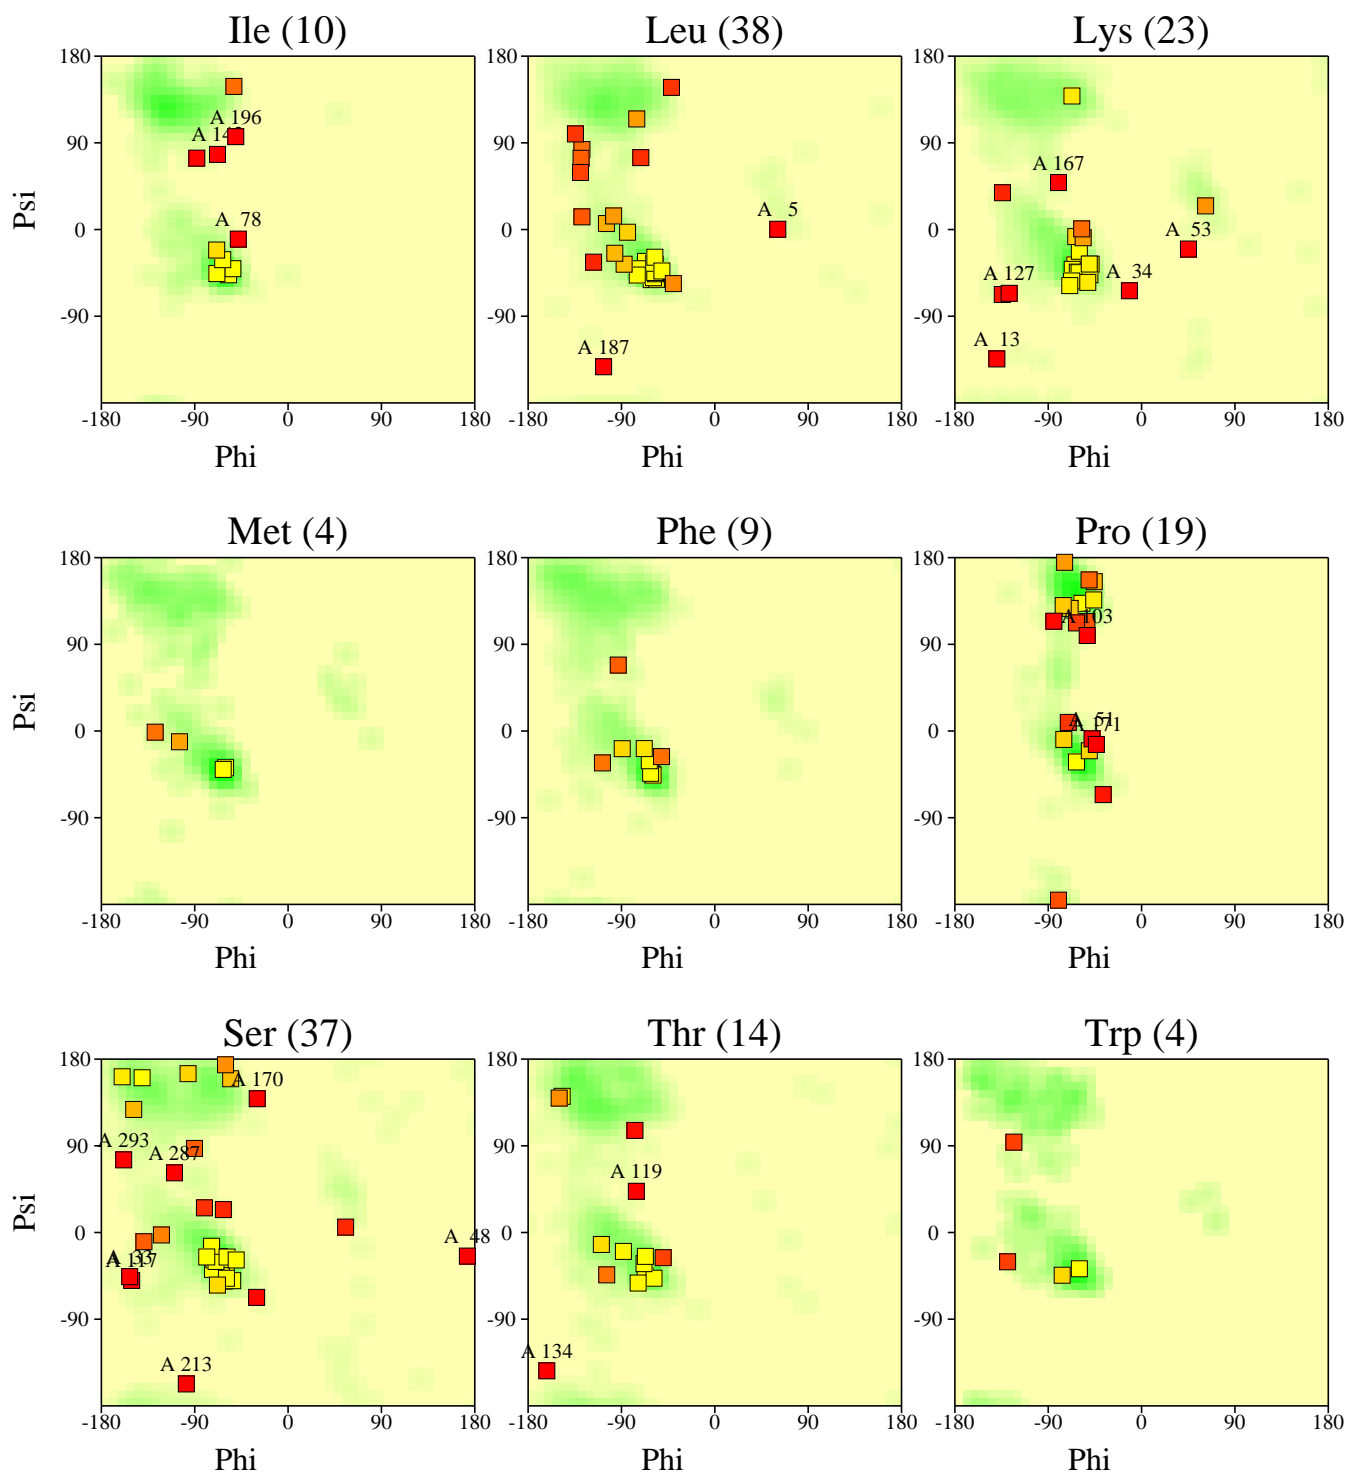 Ile (10) Leu (38) Lys (23)
180 180 180
A 196
A 167
90 90 90
A 5
A 78
A 53
Psi 0 0 0
A 127 A 34
-90 -90 -90
A 187
A 13
-180 -90 0 90 180 -180 -90 0 90 180 -180 -90 0 90 180
Phi Phi Phi
Met (4) Phe (9) Pro (19)
180 180 180
A 103
90 90 90
Psi 0 0 0
A 51
A 171
-90 -90 -90
-180 -90 0 90 180 -180 -90 0 90 180 -180 -90 0 90 180
Phi Phi Phi
Ser (37) Thr (14) Trp (4)
180 180 180
A 170
A 293
90 90 90
A 287
A 119
Psi 0 0 0
A 48
A 33
A 117
-90 -90 -90
A 213
A 134
-180 -90 0 90 180 -180 -90 0 90 180 -180 -90 0 90 180
Phi Phi Phi